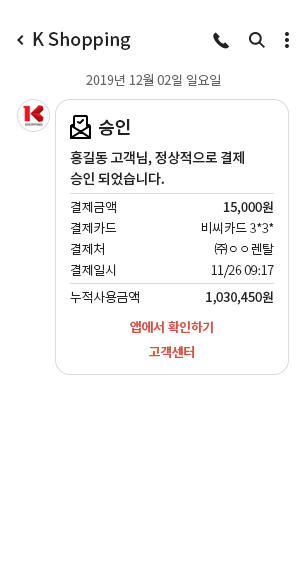 K Shopping
2019년 12월 02일 일요일
승인
홍길동 고객님, 정상적으로 결제
승인 되었습니다.
결제금액 15,000원
결제카드 비씨카드 3*3*
결제처 ㈜ㅇㅇ렌탈
결제일시 11/26 09:17
누적사용금액 1,030,450원
앱에서 확인하기
고객센터